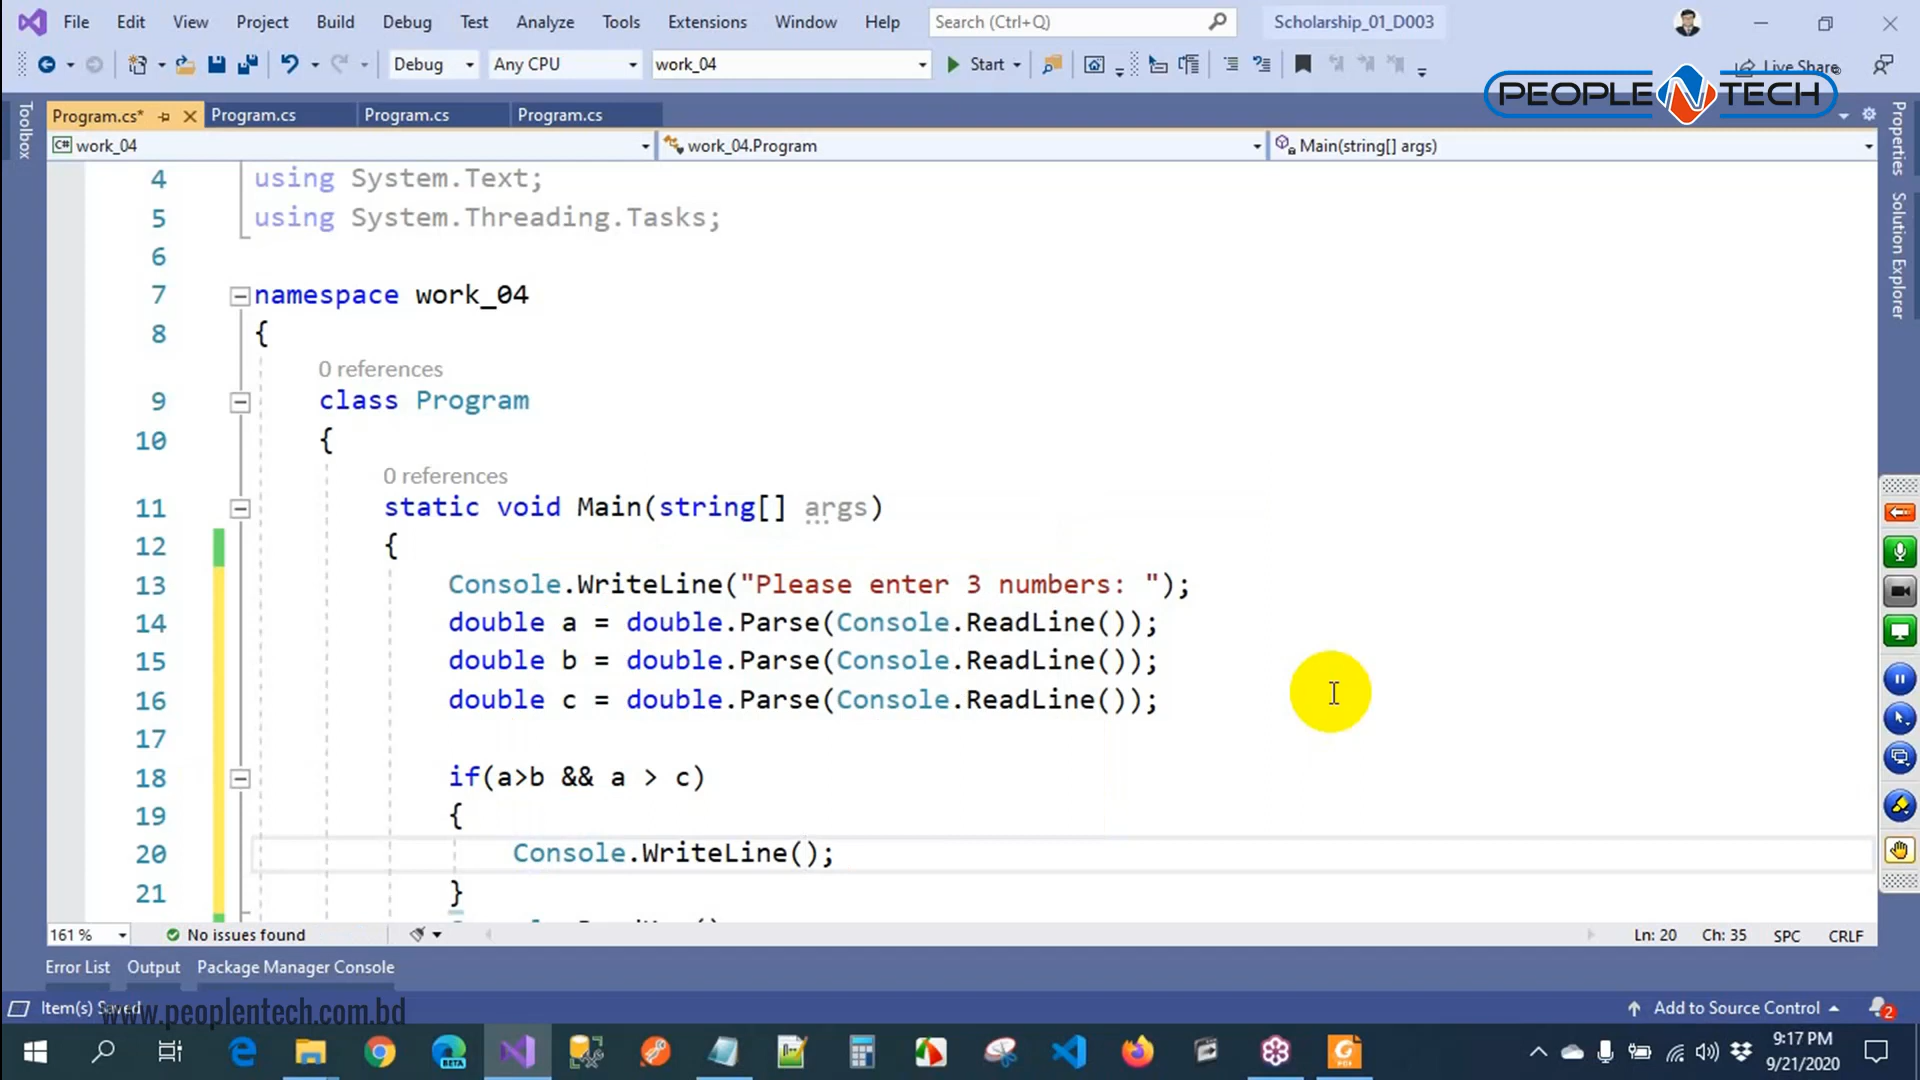 File Edit View Project Build Debug Test Analyze Tools Extensions Window Help Search (Ctrl+Q) Scholarship_01_D003
Debug Any CPU work_04 Start Live Share
PEOPLE N TECH
Program.cs* Program.cs Program.cs Program.cs
C# work_04 work_04.Program Main(string[] args)
Toolbox
Properties
Solution Explorer
4 using System.Text;
5 using System.Threading.Tasks;
6
7 namespace work_04
8 {
0 references
9 class Program
10 {
0 references
11 static void Main(string[] args)
12 {
13 Console.WriteLine("Please enter 3 numbers: ");
14 double a = double.Parse(Console.ReadLine());
15 double b = double.Parse(Console.ReadLine());
16 double c = double.Parse(Console.ReadLine());
17
18 if(a>b && a > c)
19 {
20 Console.WriteLine();
21 }
161 % No issues found Ln: 20 Ch: 35 SPC CRLF
Error List Output Package Manager Console
Item(s) Saved Add to Source Control 2
www.peoplentech.com.bd
BETA
9:17 PM
9/21/2020